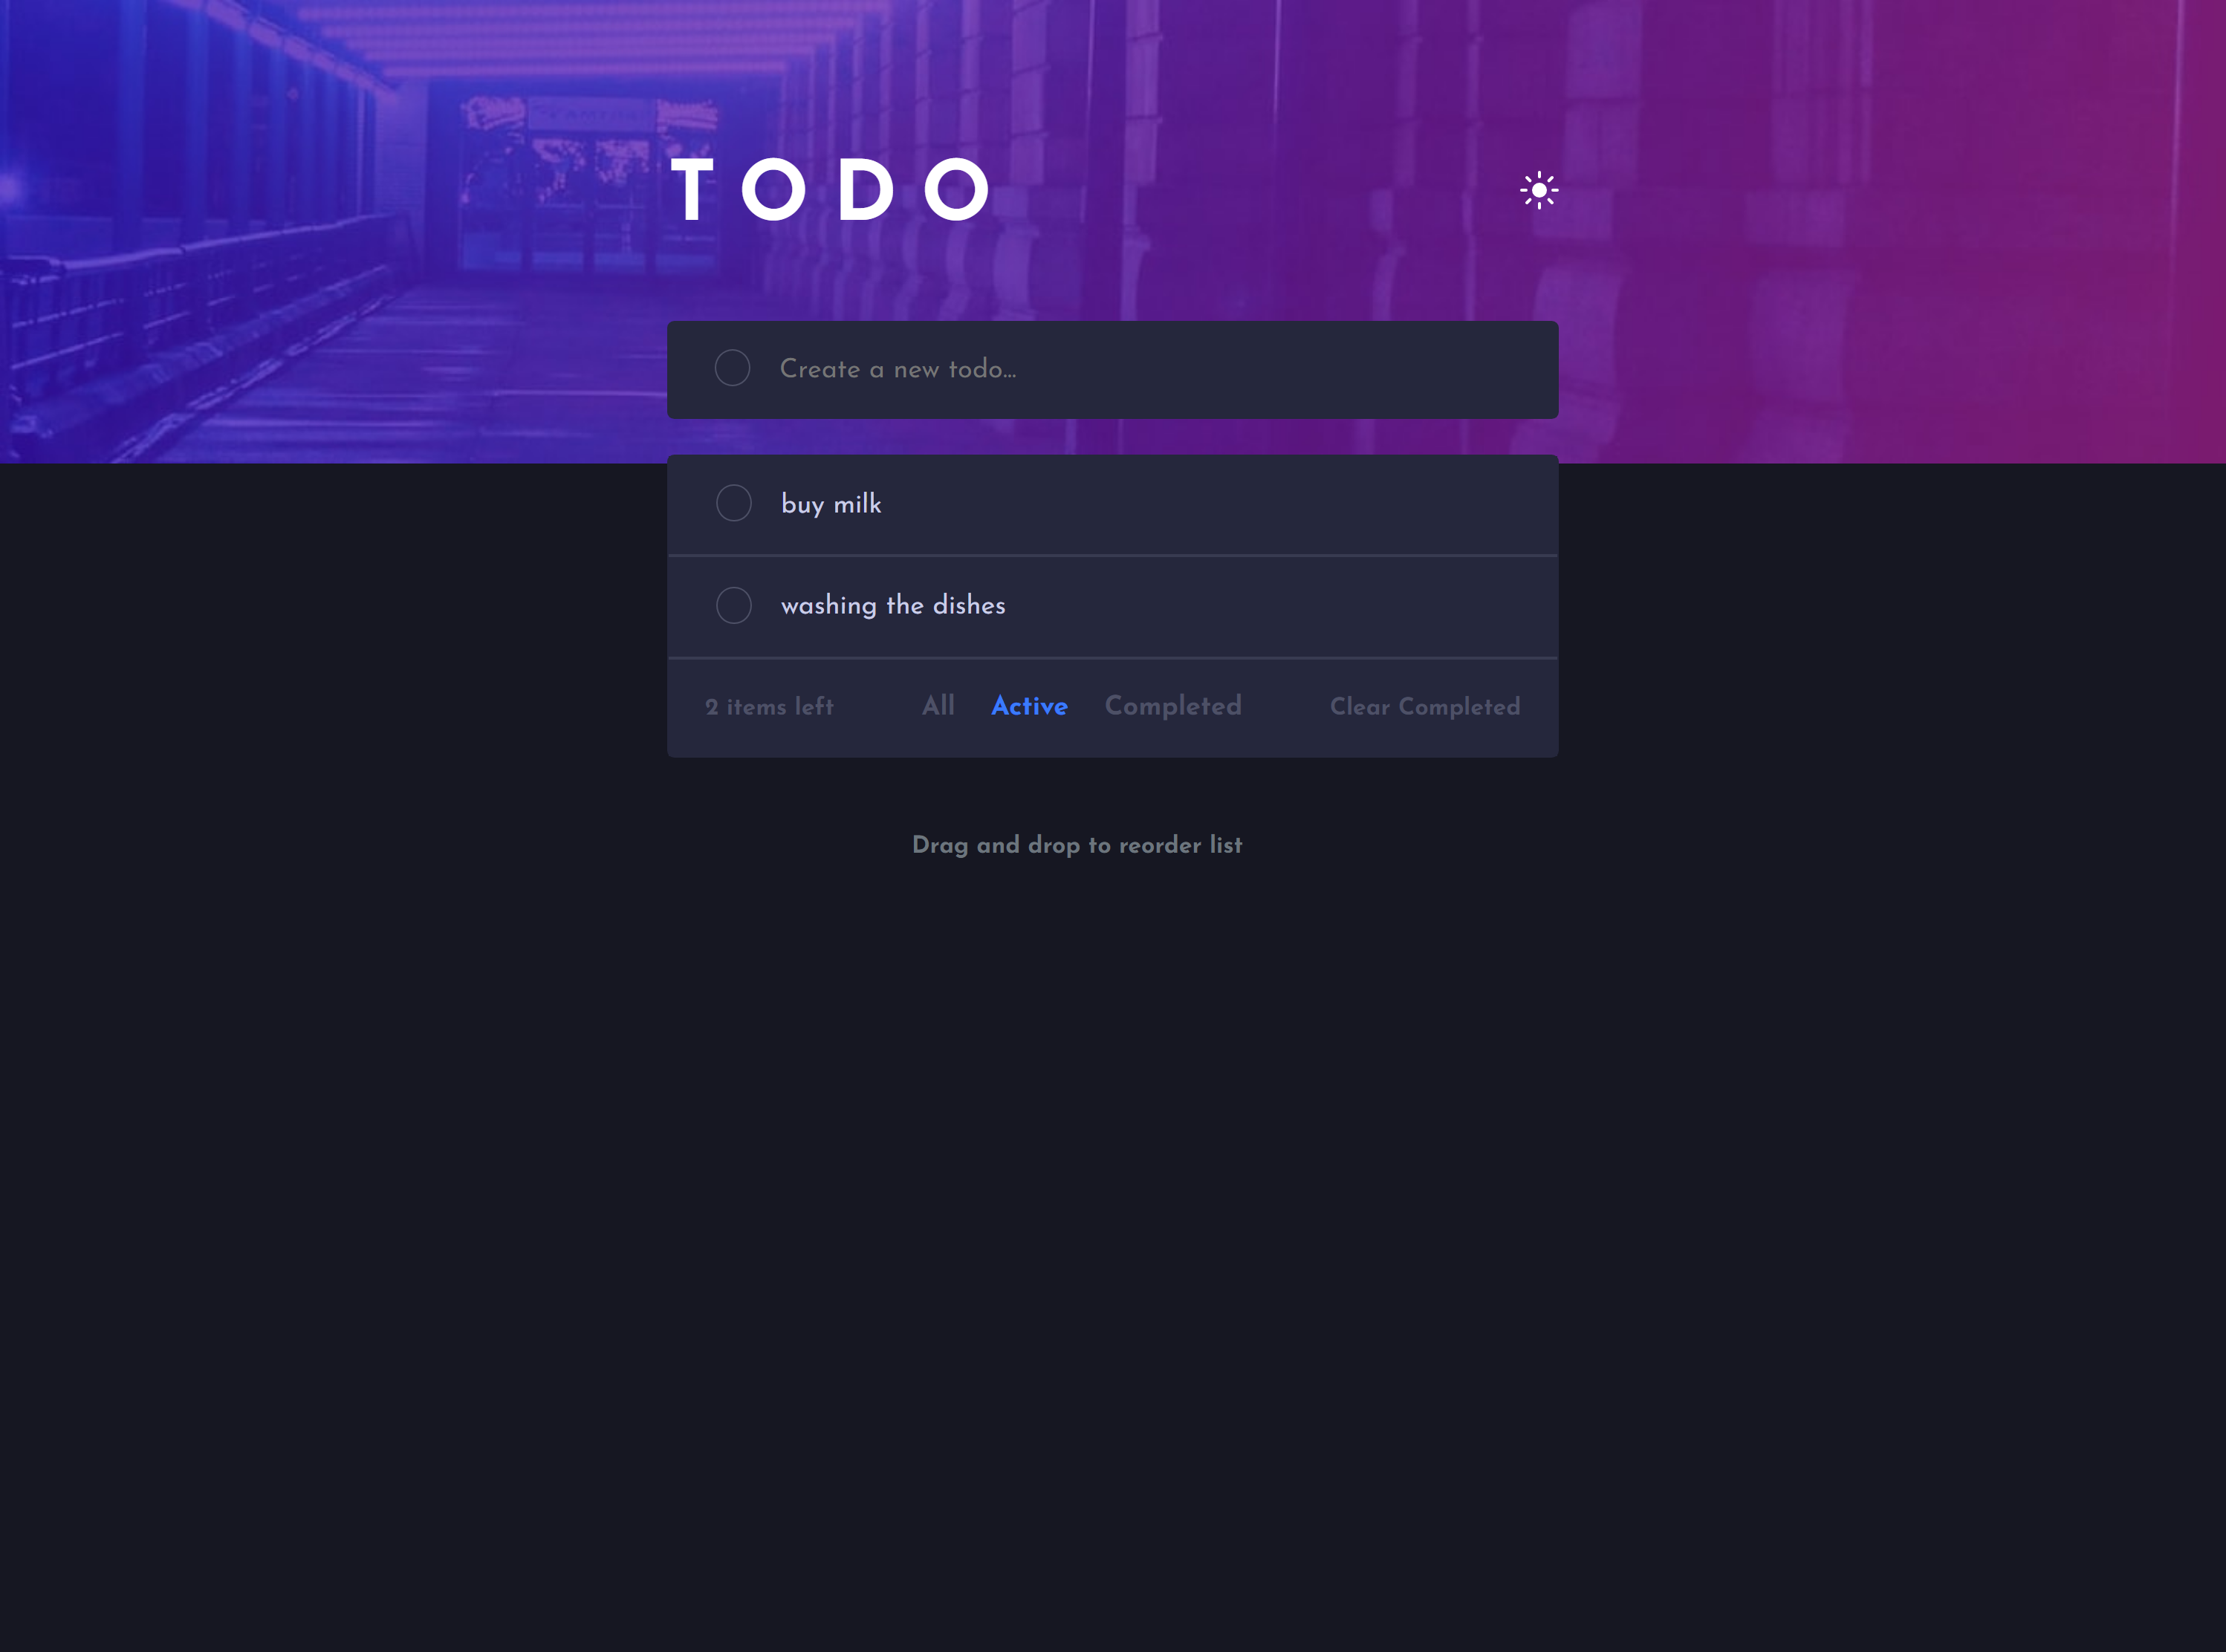 TODO
Create a new todo...
buy milk
washing the dishes
2 items left All Active Completed Clear Completed
Drag and drop to reorder list